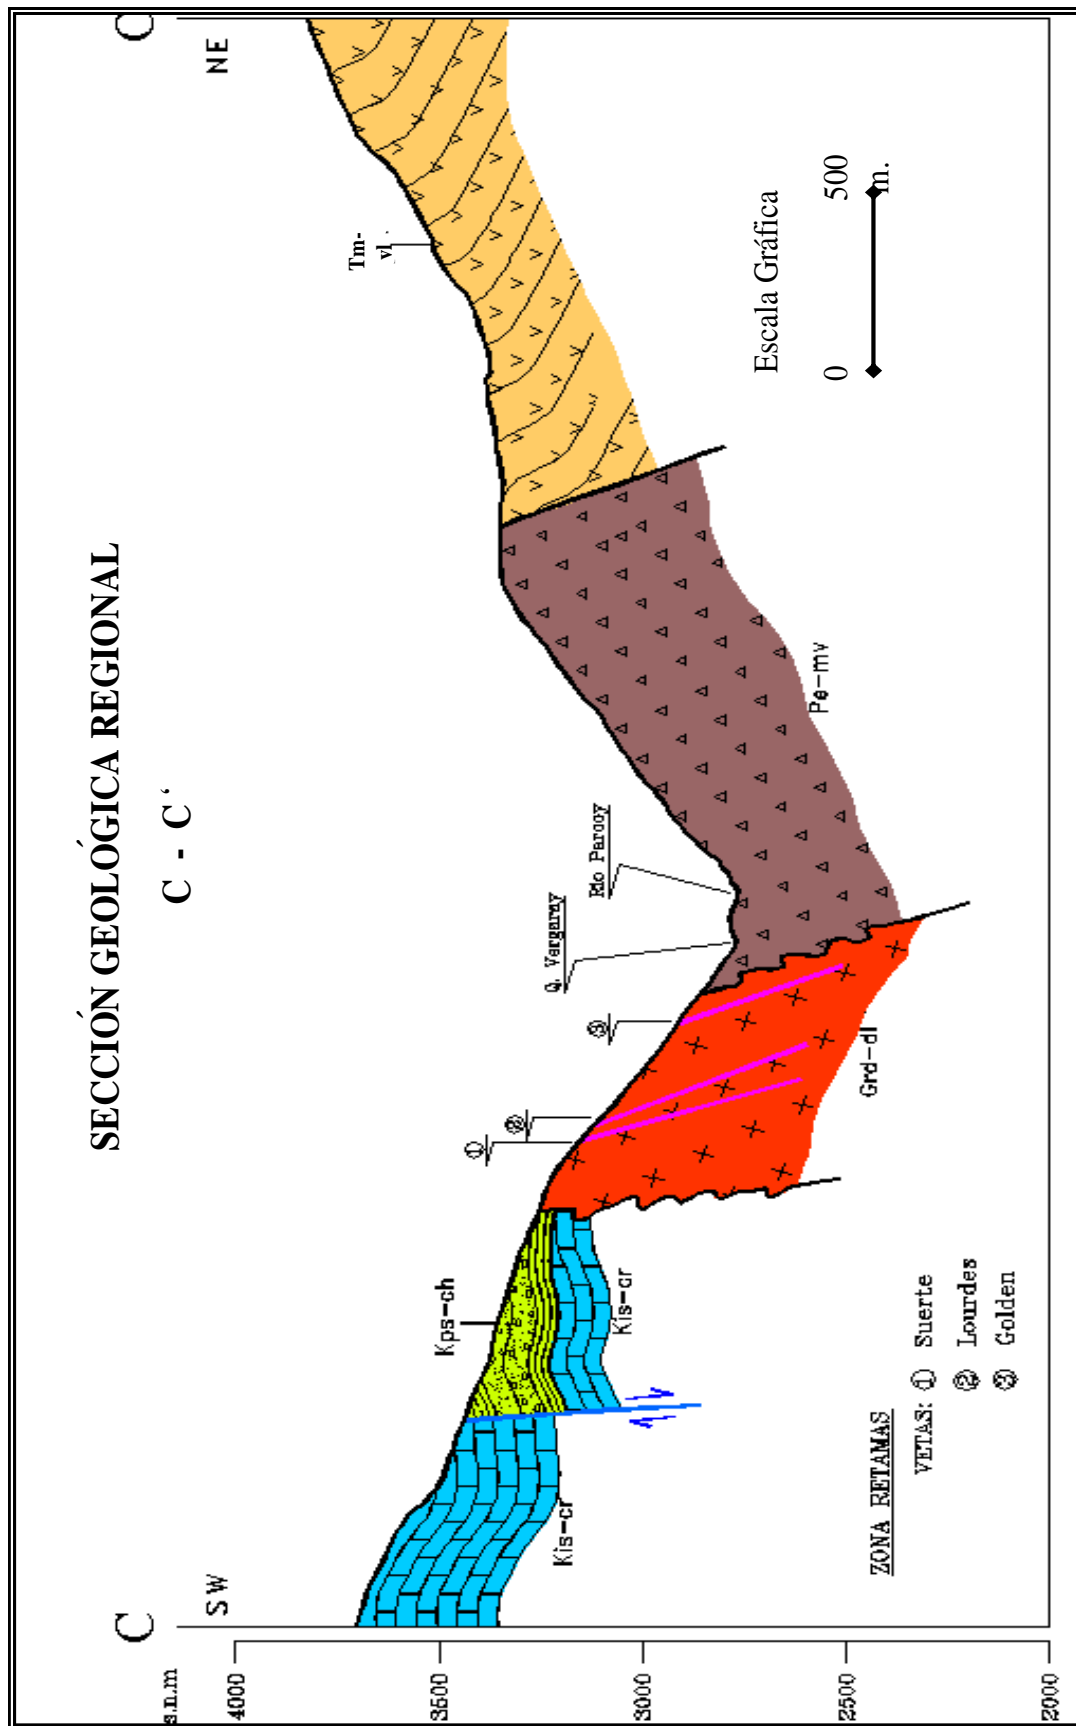 SECCIÓN GEOLÓGICA REGIONAL
C - C ‘
C
C
SW
NE
s.n.m
4000
3500
3000
2500
2000
Kis-cr
Kps-ch
Kis-cr
①
②
③
Q. Vergaray
Rio Parcoy
Grd-dl
Pe-mv
Tm-
vl .
ZONA RETAMAS
VETAS: ① Suerte
② Lourdes
③ Golden
Escala Gráfica
0 500
m.